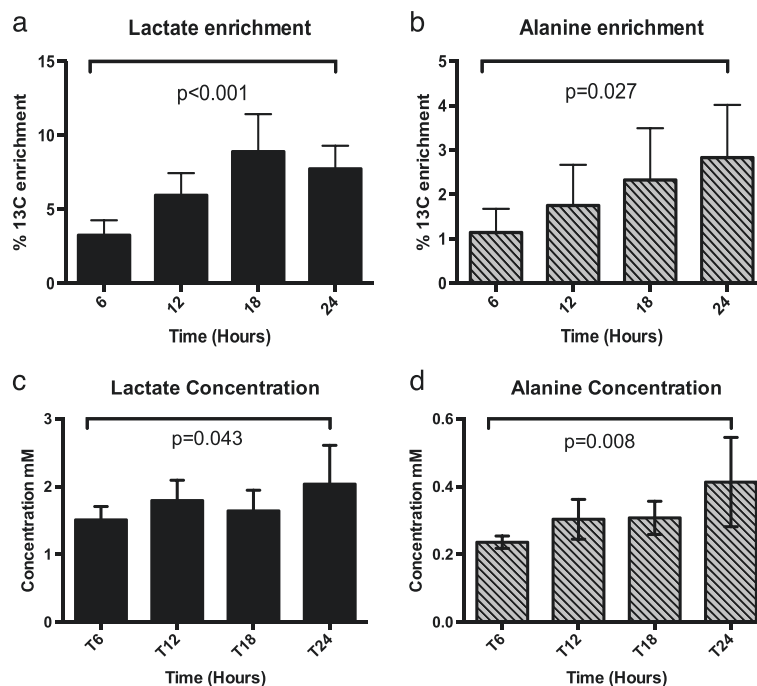 a
Lactate enrichment
15
10
5
0
% 13C enrichment
p<0.001
6
12
18
24
Time (Hours)
b
Alanine enrichment
5
4
3
2
1
0
% 13C enrichment
p=0.027
6
12
18
24
Time (Hours)
c
Lactate Concentration
3
2
1
0
Concentration mM
p=0.043
T6
T12
T18
T24
Time (Hours)
d
Alanine Concentration
0.6
0.4
0.2
0.0
Concentration mM
p=0.008
T6
T12
T18
T24
Time (Hours)